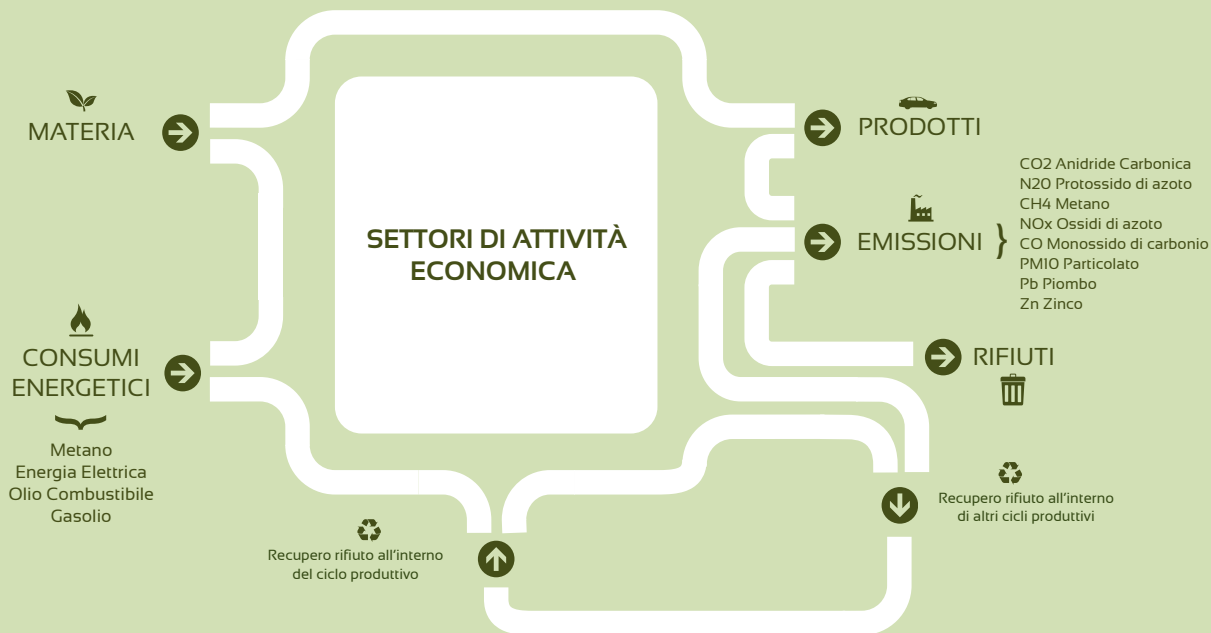 MATERIA
CONSUMI
ENERGETICI
Metano
Energia Elettrica
Olio Combustibile
Gasolio
SETTORI DI ATTIVITÀ
ECONOMICA
PRODOTTI
EMISSIONI
CO2 Anidride Carbonica
N20 Protossido di azoto
CH4 Metano
NOx Ossidi di azoto
CO Monossido di carbonio
PM10 Particolato
Pb Piombo
Zn Zinco
RIFIUTI
Recupero rifiuto all'interno
di altri cicli produttivi
Recupero rifiuto all'interno
del ciclo produttivo